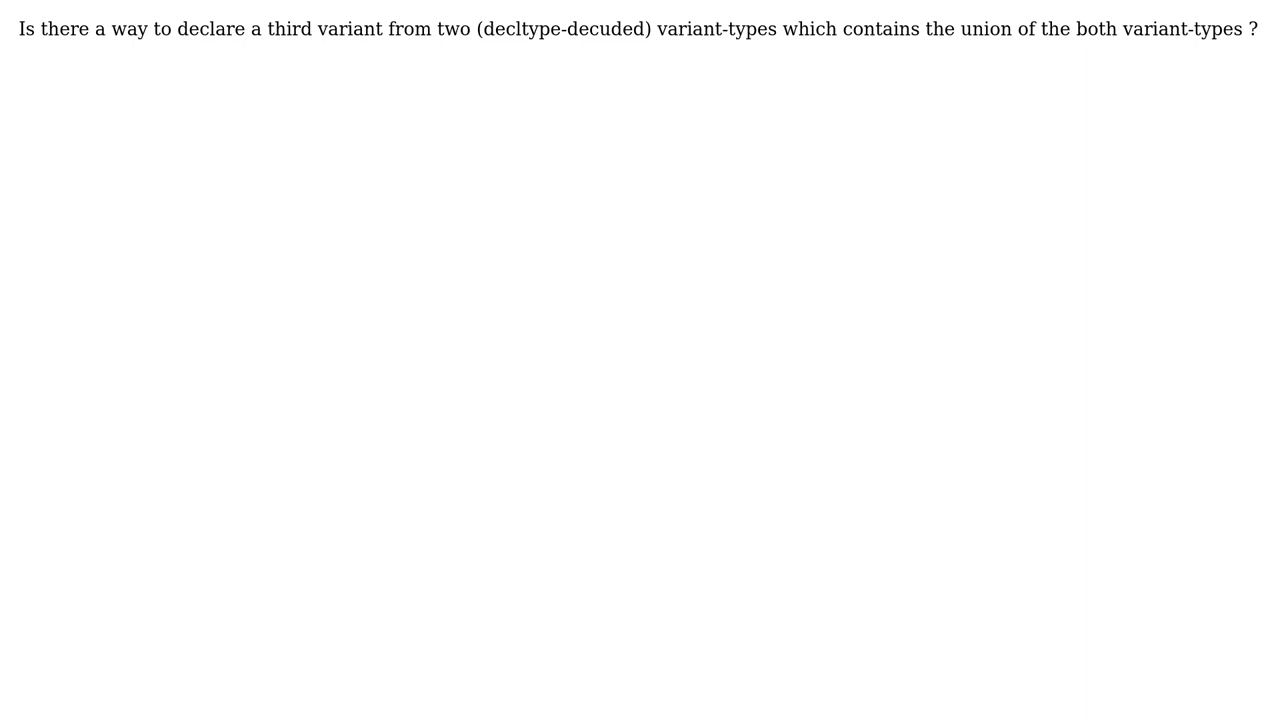 Is there a way to declare a third variant from two (decltype-decuded) variant-types which contains the union of the both variant-types ?